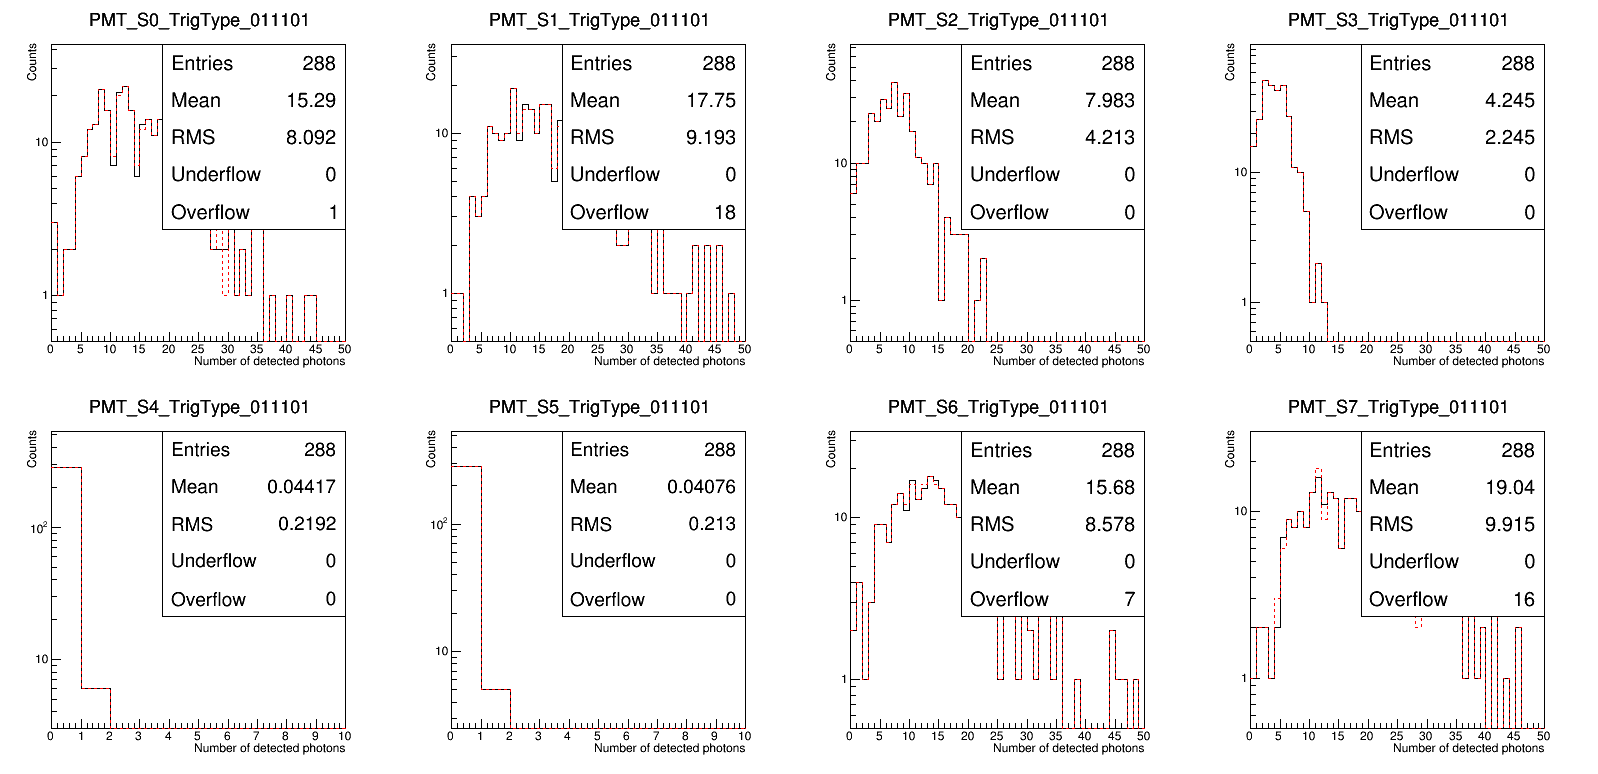 PMT_S0_TrigType_011101
Counts
Entries 288
Mean 15.29
RMS 8.092
Underflow 0
Overflow 1
10
1
0 5 10 15 20 25 30 35 40 45 50
Number of detected photons
PMT_S1_TrigType_011101
Counts
Entries 288
Mean 17.75
RMS 9.193
Underflow 0
Overflow 18
10
1
0 5 10 15 20 25 30 35 40 45 50
Number of detected photons
PMT_S2_TrigType_011101
Counts
Entries 288
Mean 7.983
RMS 4.213
Underflow 0
Overflow 0
10
1
0 5 10 15 20 25 30 35 40 45 50
Number of detected photons
PMT_S3_TrigType_011101
Counts
Entries 288
Mean 4.245
RMS 2.245
Underflow 0
Overflow 0
10
1
0 5 10 15 20 25 30 35 40 45 50
Number of detected photons
PMT_S4_TrigType_011101
Counts
Entries 288
Mean 0.04417
RMS 0.2192
Underflow 0
Overflow 0
10²
10
0 1 2 3 4 5 6 7 8 9 10
Number of detected photons
PMT_S5_TrigType_011101
Counts
Entries 288
Mean 0.04076
RMS 0.213
Underflow 0
Overflow 0
10²
10
0 1 2 3 4 5 6 7 8 9 10
Number of detected photons
PMT_S6_TrigType_011101
Counts
Entries 288
Mean 15.68
RMS 8.578
Underflow 0
Overflow 7
10
1
0 5 10 15 20 25 30 35 40 45 50
Number of detected photons
PMT_S7_TrigType_011101
Counts
Entries 288
Mean 19.04
RMS 9.915
Underflow 0
Overflow 16
10
1
0 5 10 15 20 25 30 35 40 45 50
Number of detected photons